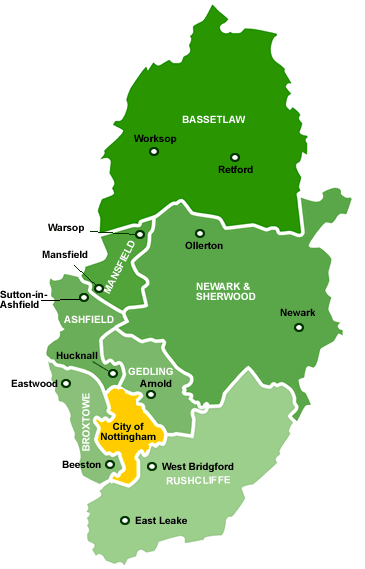 BASSETLAW
Worksop
Retford
Warsop
Ollerton
Mansfield
MANSFIELD
NEWARK &
SHERWOOD
Sutton-in-
Ashfield
ASHFIELD
Newark
Hucknall
GEDLING
Eastwood
Arnold
BROXTOWE
City of
Nottingham
Beeston
West Bridgford
RUSHCLIFFE
East Leake